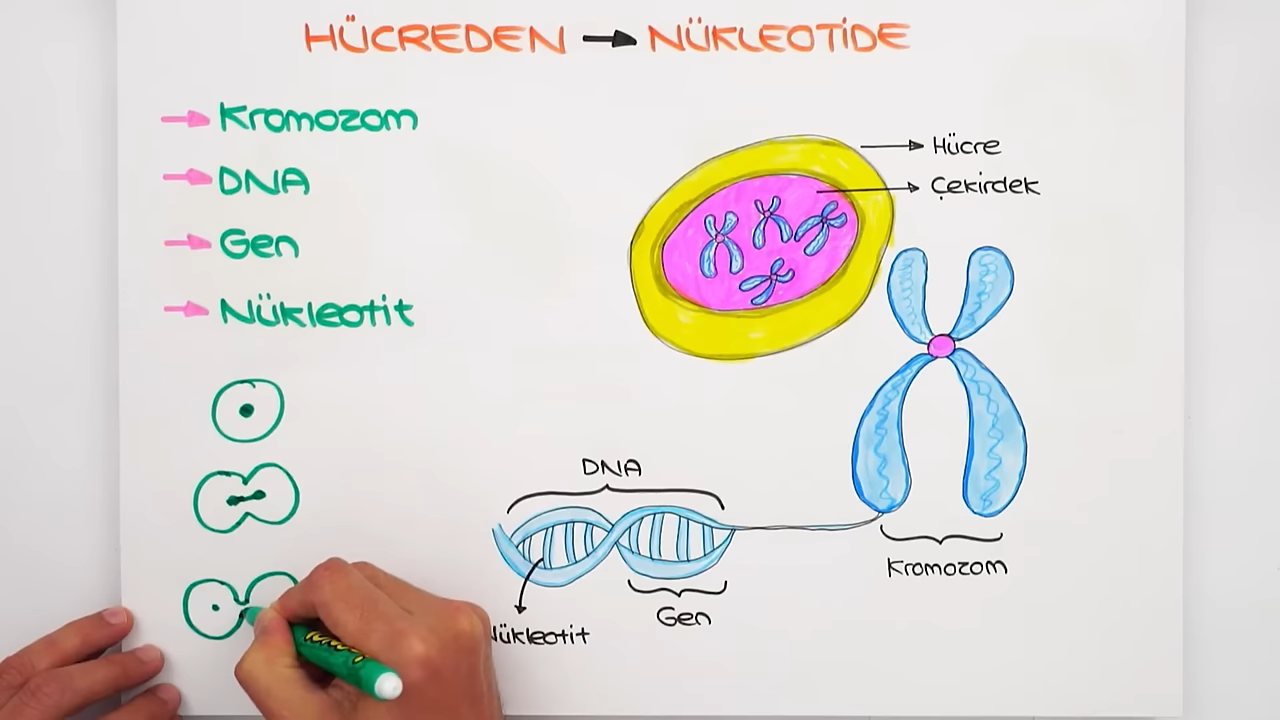 HÜCREDEN → NÜKLEOTİDE
→ Kromozom
→ DNA
→ Gen
→ Nükleotit
→ Hücre
→ Çekirdek
DNA
Kromozom
Gen
Nükleotit